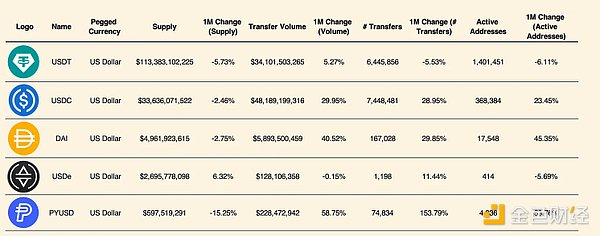 Logo Name Pegged Currency Supply 1M Change (Supply) Transfer Volume 1M Change (Volume) # Transfers 1M Change (# Transfers) Active Addresses 1M Change (Active Addresses)
USDT US Dollar $113,383,102,225 -5.73% $34,101,503,265 5.27% 6,445,856 -5.53% 1,401,451 -6.11%
USDC US Dollar $33,636,071,522 -2.46% $48,189,199,316 29.95% 7,448,481 28.95% 368,384 23.45%
DAI US Dollar $4,961,923,615 -2.75% $5,893,500,459 40.52% 167,028 29.85% 17,548 45.35%
USDe US Dollar $2,695,778,098 6.32% $128,106,358 -0.15% 1,198 11.44% 414 -5.69%
PYUSD US Dollar $597,519,291 -15.25% $228,472,942 58.75% 74,834 153.79%
金色财经